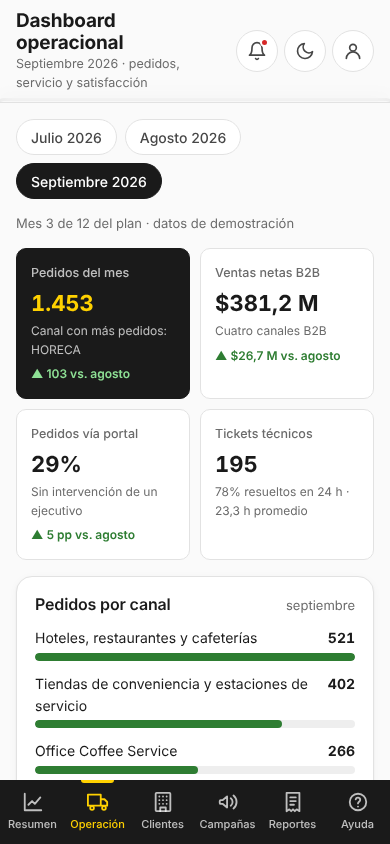 Dashboard
operacional
Septiembre 2026 · pedidos,
servicio y satisfacción
Julio 2026
Agosto 2026
Septiembre 2026
Mes 3 de 12 del plan · datos de demostración
Pedidos del mes
1.453
Canal con más pedidos:
HORECA
▲ 103 vs. agosto
Ventas netas B2B
$381,2 M
Cuatro canales B2B
▲ $26,7 M vs. agosto
Pedidos vía portal
29%
Sin intervención de un
ejecutivo
▲ 5 pp vs. agosto
Tickets técnicos
195
78% resueltos en 24 h ·
23,3 h promedio
Pedidos por canal
septiembre
Hoteles, restaurantes y cafeterías
521
Tiendas de conveniencia y estaciones de
servicio
402
Office Coffee Service
266
Resumen
Operación
Clientes
Campañas
Reportes
Ayuda